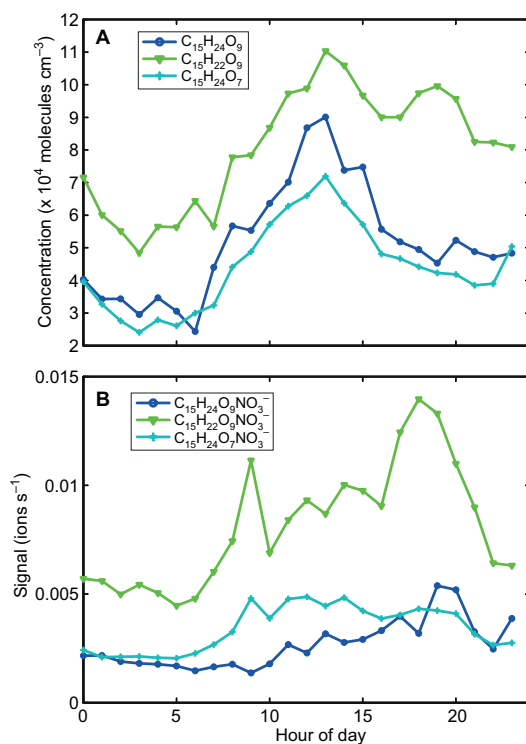 A
C₁₅H₂₄O₉
C₁₅H₂₂O₉
C₁₅H₂₄O₇
Concentration (x 10⁴ molecules cm⁻³)
12
11
10
9
8
7
6
5
4
3
2
B
C₁₅H₂₄O₉NO₃⁻
C₁₅H₂₂O₉NO₃⁻
C₁₅H₂₄O₇NO₃⁻
Signal (ions s⁻¹)
0.015
0.01
0.005
0
0 5 10 15 20
Hour of day